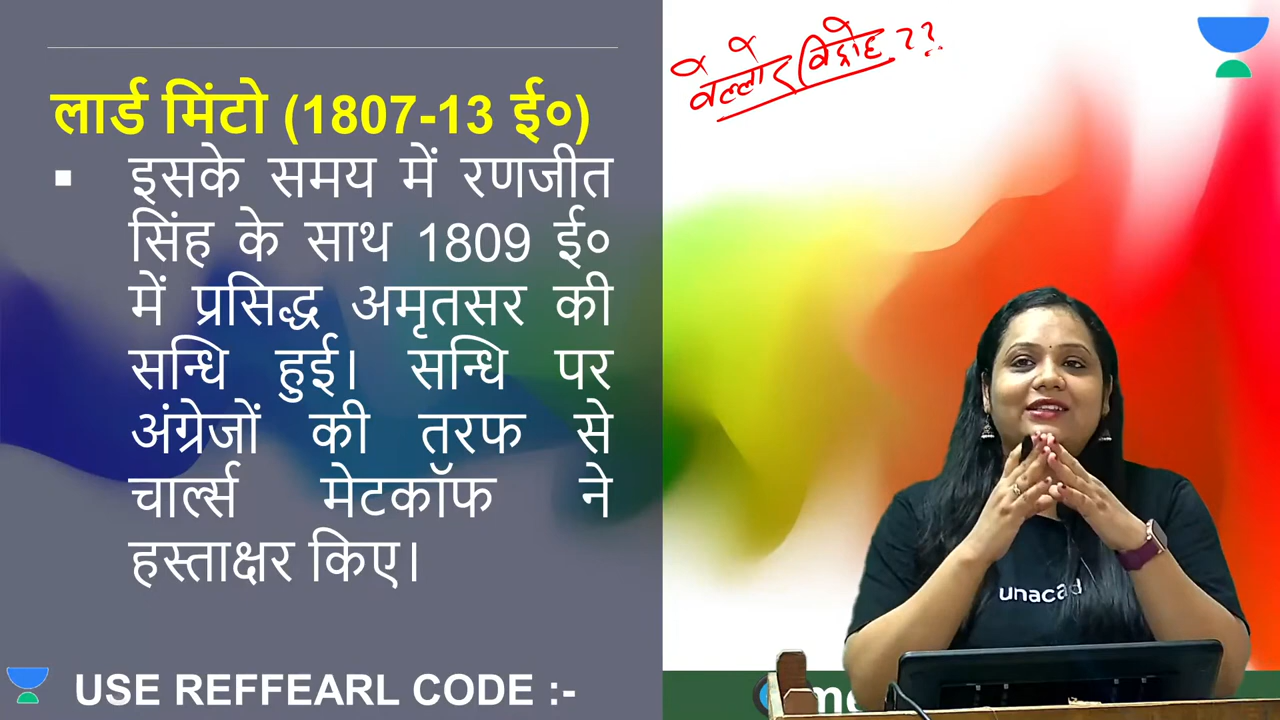 लार्ड मिंटो (1807-13 ई०)
▪ इसके समय में रणजीत
सिंह के साथ 1809 ई०
में प्रसिद्ध अमृतसर की
सन्धि हुई। सन्धि पर
अंग्रेजों की तरफ से
चार्ल्स मेटकॉफ ने
हस्ताक्षर किए।
USE REFFEARL CODE :-
वेल्लोर विद्रोह ??
unacad